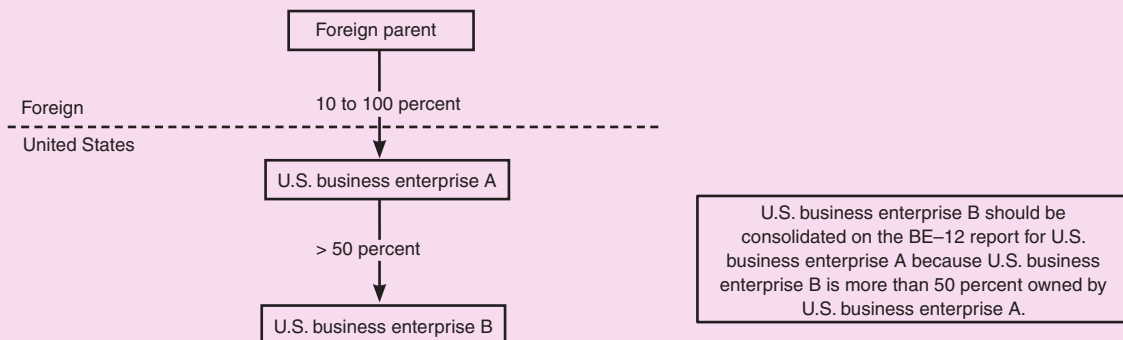 Foreign parent
Foreign
10 to 100 percent
United States
U.S. business enterprise A
> 50 percent
U.S. business enterprise B
U.S. business enterprise B should be
consolidated on the BE–12 report for U.S.
business enterprise A because U.S. business
enterprise B is more than 50 percent owned by
U.S. business enterprise A.